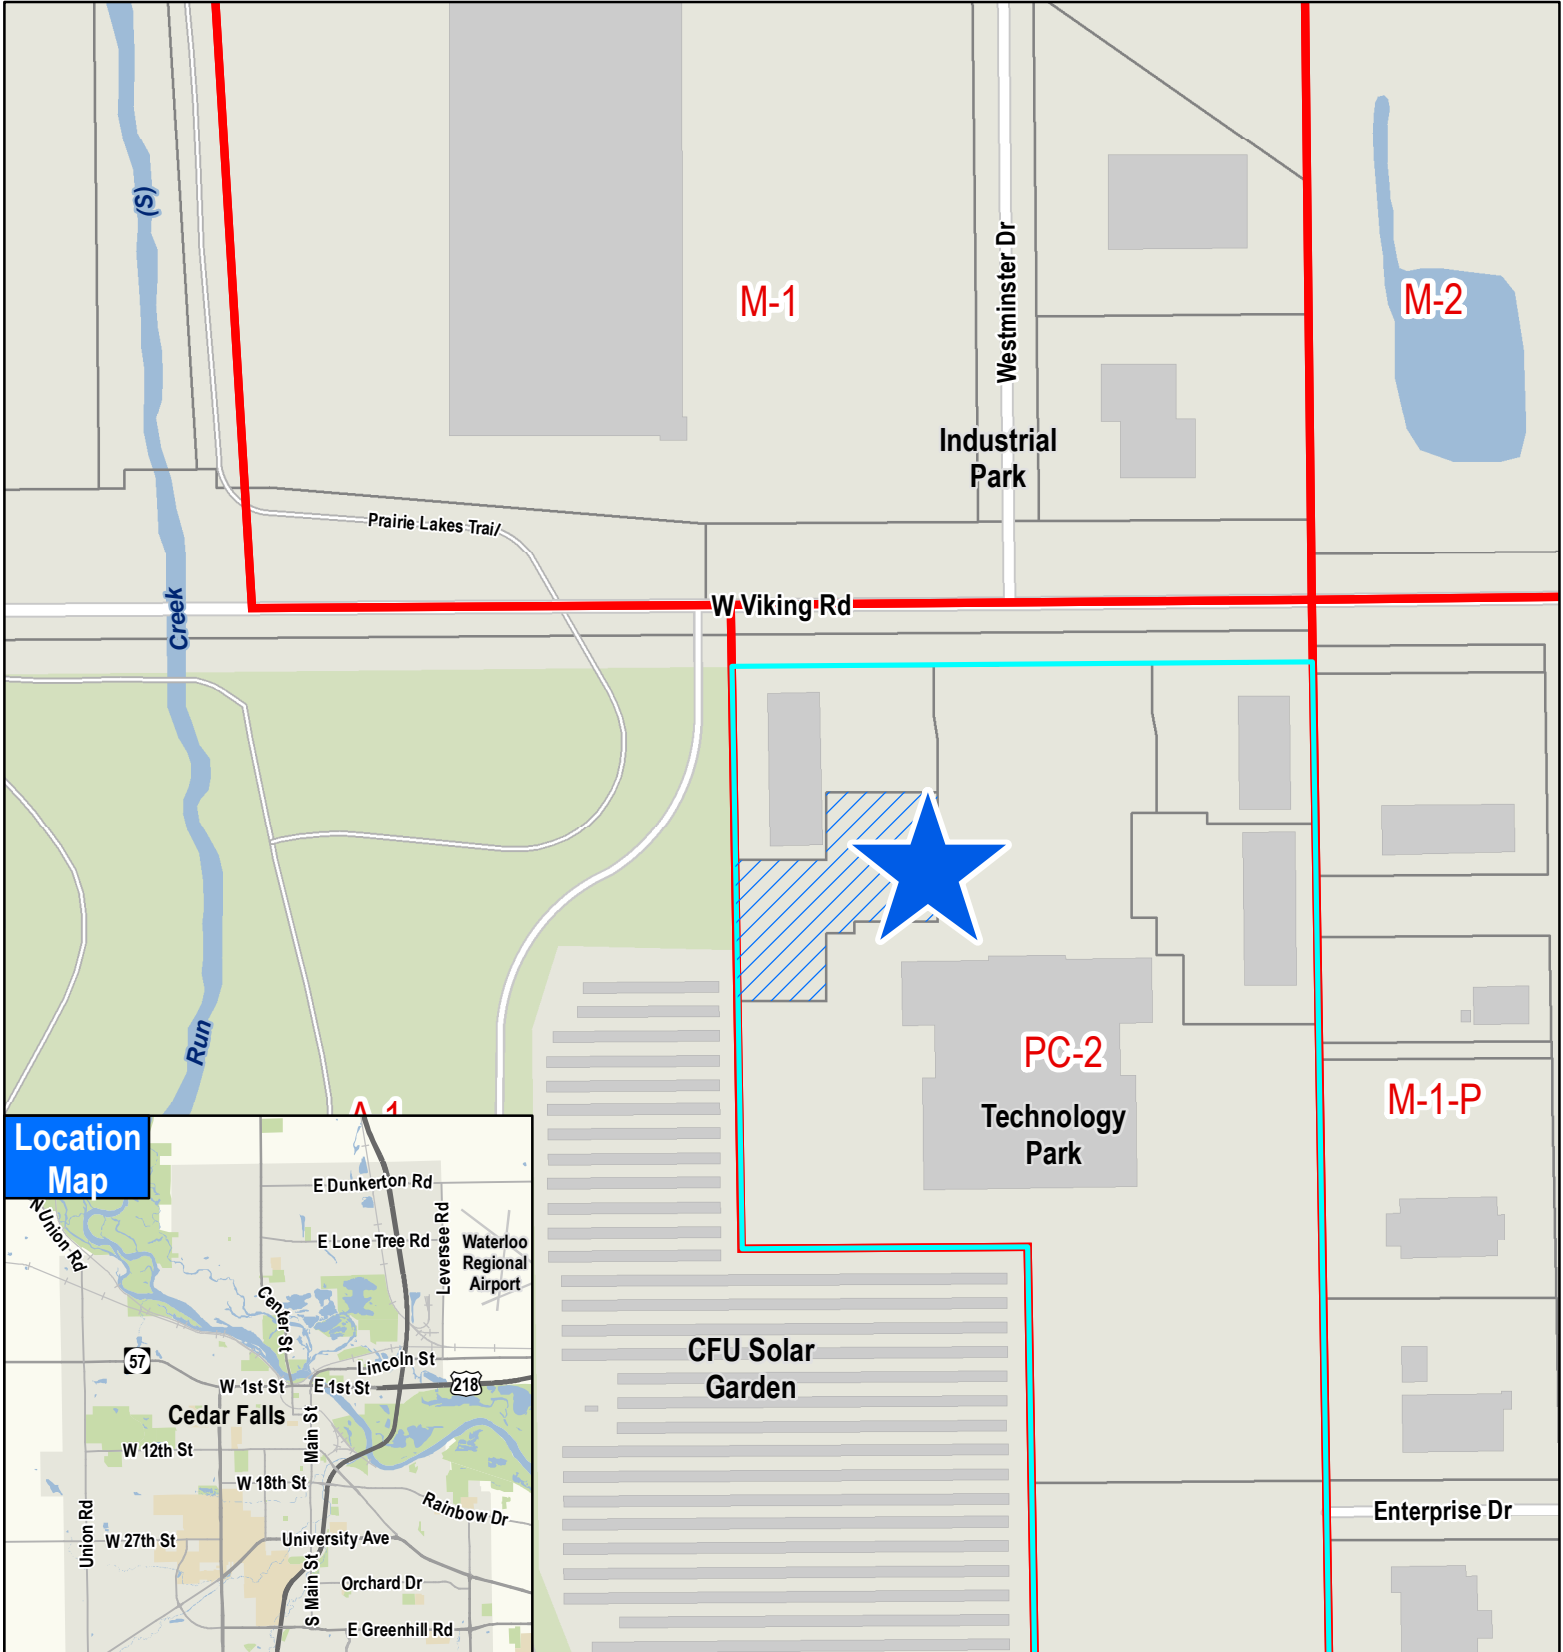 (S)
M-1
Westminster Dr
M-2
Industrial
Park
Prairie Lakes Trail
W Viking Rd
Creek
Run
PC-2
Technology
Park
M-1-P
A-1
CFU Solar
Garden
Enterprise Dr
Location
Map
N Union Rd
E Dunkerton Rd
E Lone Tree Rd
Leversee Rd
Waterloo
Regional
Airport
Center St
57
Lincoln St
W 1st St
E 1st St
218
Cedar Falls
Main St
W 12th St
W 18th St
Rainbow Dr
Union Rd
W 27th St
University Ave
S Main St
Orchard Dr
E Greenhill Rd